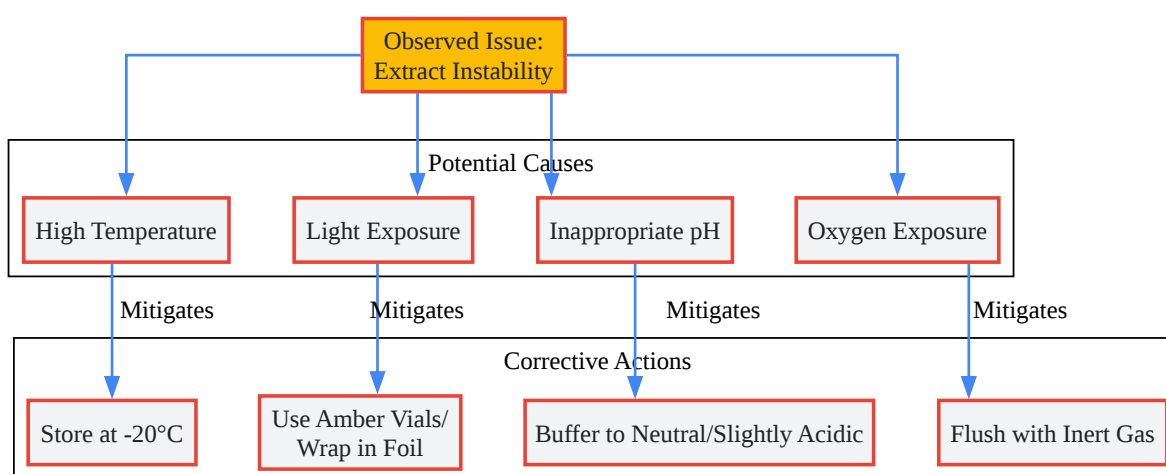 Observed Issue:
Extract Instability
Potential Causes
High Temperature
Light Exposure
Inappropriate pH
Oxygen Exposure
Mitigates
Mitigates
Mitigates
Mitigates
Corrective Actions
Store at -20°C
Use Amber Vials/
Wrap in Foil
Buffer to Neutral/Slightly Acidic
Flush with Inert Gas